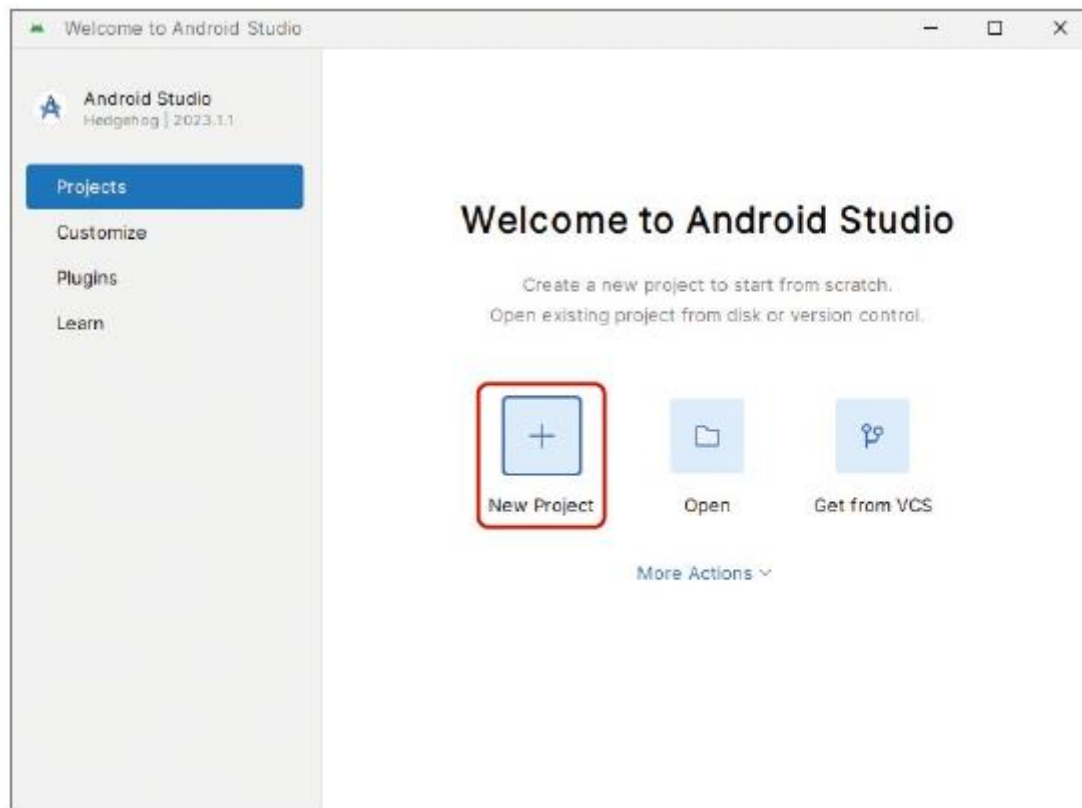 Welcome to Android Studio
Android Studio
Hedgehog | 2023.1.1
Projects
Customize
Plugins
Learn
Welcome to Android Studio
Create a new project to start from scratch.
Open existing project from disk or version control.
New Project
Open
Get from VCS
More Actions